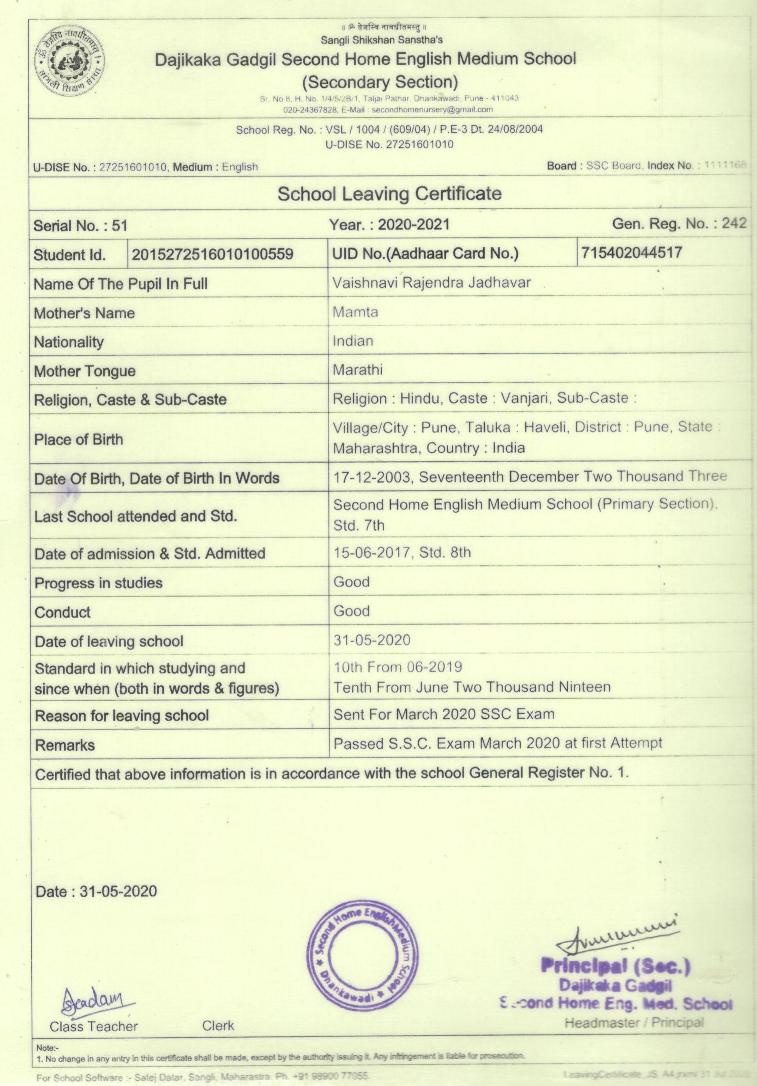 ॥ ॐ तेजस्वि नावधीतमस्तु ॥
Sangli Shikshan Sanstha's
Dajikaka Gadgil Second Home English Medium School
(Secondary Section)
Sr. No 8, H. No. 1/4/5/2B/1, Taljai Pathar, Dhankawadi, Pune - 411043
020-24367828, E-Mail : secondhomenursery@gmail.com
School Reg. No. : VSL / 1004 / (609/04) / P.E-3 Dt. 24/08/2004
U-DISE No. 27251601010
U-DISE No. : 27251601010, Medium : English Board : SSC Board, Index No. : 1111168
School Leaving Certificate
Serial No. : 51 Year. : 2020-2021 Gen. Reg. No. : 242
Student Id. 2015272516010100559 UID No.(Aadhaar Card No.) 715402044517
Name Of The Pupil In Full Vaishnavi Rajendra Jadhavar
Mother's Name Mamta
Nationality Indian
Mother Tongue Marathi
Religion, Caste & Sub-Caste Religion : Hindu, Caste : Vanjari, Sub-Caste :
Place of Birth Village/City : Pune, Taluka : Haveli, District : Pune, State :
Maharashtra, Country : India
Date Of Birth, Date of Birth In Words 17-12-2003, Seventeenth December Two Thousand Three
Last School attended and Std. Second Home English Medium School (Primary Section),
Std. 7th
Date of admission & Std. Admitted 15-06-2017, Std. 8th
Progress in studies Good
Conduct Good
Date of leaving school 31-05-2020
Standard in which studying and 10th From 06-2019
since when (both in words & figures) Tenth From June Two Thousand Ninteen
Reason for leaving school Sent For March 2020 SSC Exam
Remarks Passed S.S.C. Exam March 2020 at first Attempt
Certified that above information is in accordance with the school General Register No. 1.
Date : 31-05-2020
Second Home English Medium School
Dhankawadi
Principal (Sec.)
Dajikaka Gadgil
Second Home Eng. Med. School
Class Teacher Clerk Headmaster / Principal
Note:-
1. No change in any entry in this certificate shall be made, except by the authority issuing it. Any infringement is liable for prosecution.
For School Software :- Satej Datar, Sangli, Maharastra. Ph. +91 98900 77055. LeavingCertificate_JS, A4 31 Jul